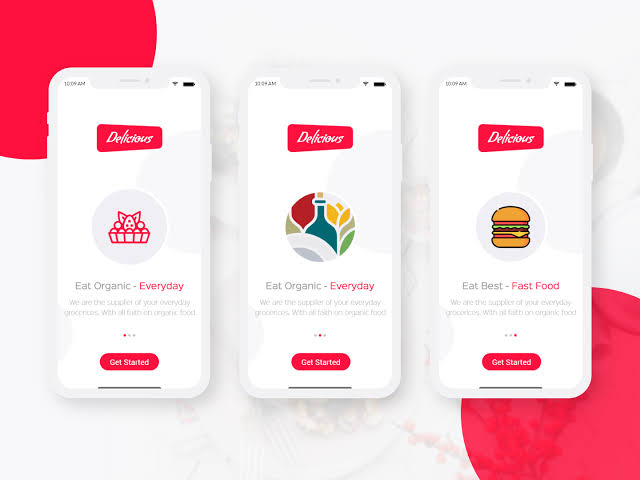 10:09 AM
Delicious
Eat Organic - Everyday
We are the supplier of your everyday
grocerices. With all faith on organic food
Get Started
10:09 AM
Delicious
Eat Organic - Everyday
We are the supplier of your everyday
grocerices. With all faith on organic food
Get Started
10:09 AM
Delicious
Eat Best - Fast Food
We are the supplier of your everyday
grocerices. With all faith on organic food
Get Started